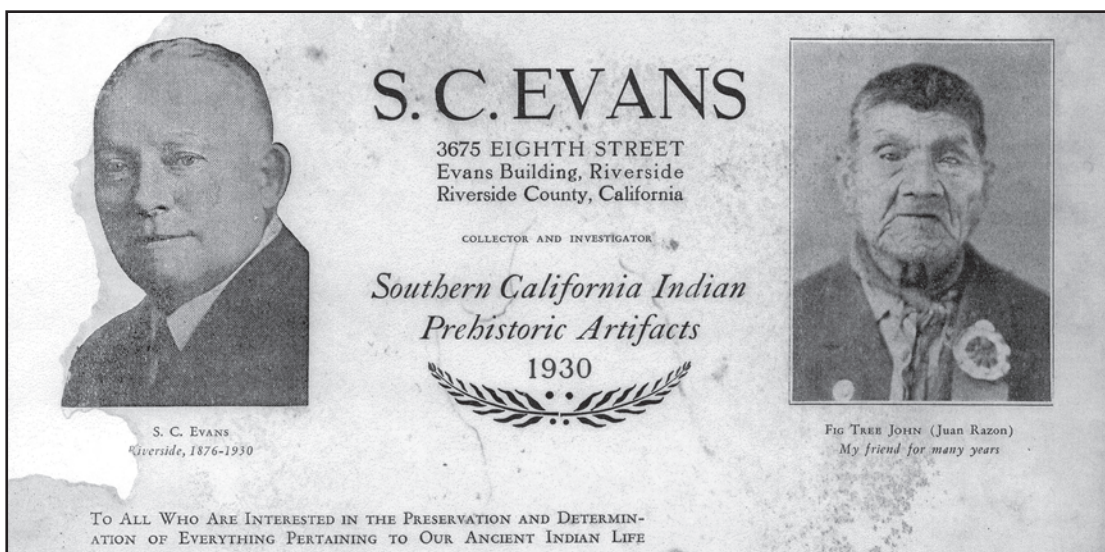 S. C. EVANS
3675 EIGHTH STREET
Evans Building, Riverside
Riverside County, California
COLLECTOR AND INVESTIGATOR
Southern California Indian
Prehistoric Artifacts
1930
S. C. EVANS
Riverside, 1876-1930
FIG TREE JOHN (Juan Razon)
My friend for many years
TO ALL WHO ARE INTERESTED IN THE PRESERVATION AND DETERMIN-
ATION OF EVERYTHING PERTAINING TO OUR ANCIENT INDIAN LIFE